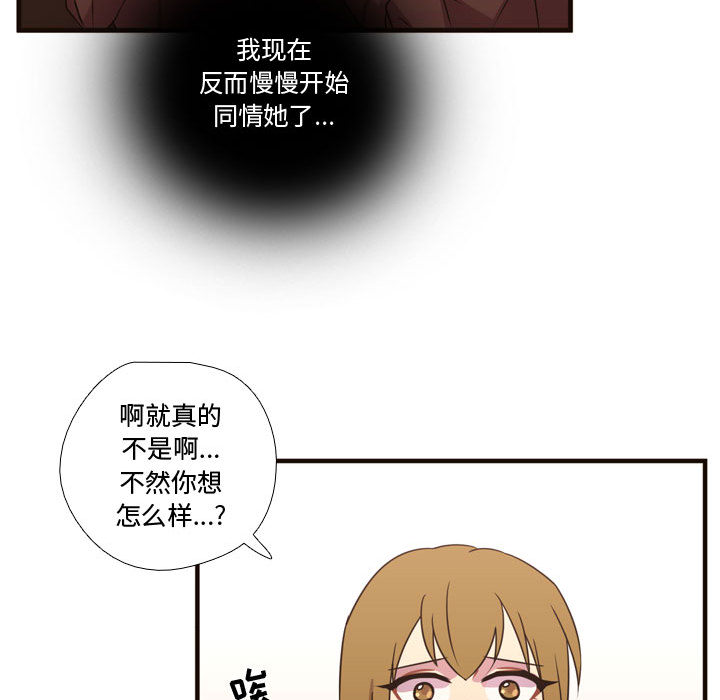 我现在
反而慢慢开始
同情她了...
啊就真的
不是啊...
不然你想
怎么样...?
唉